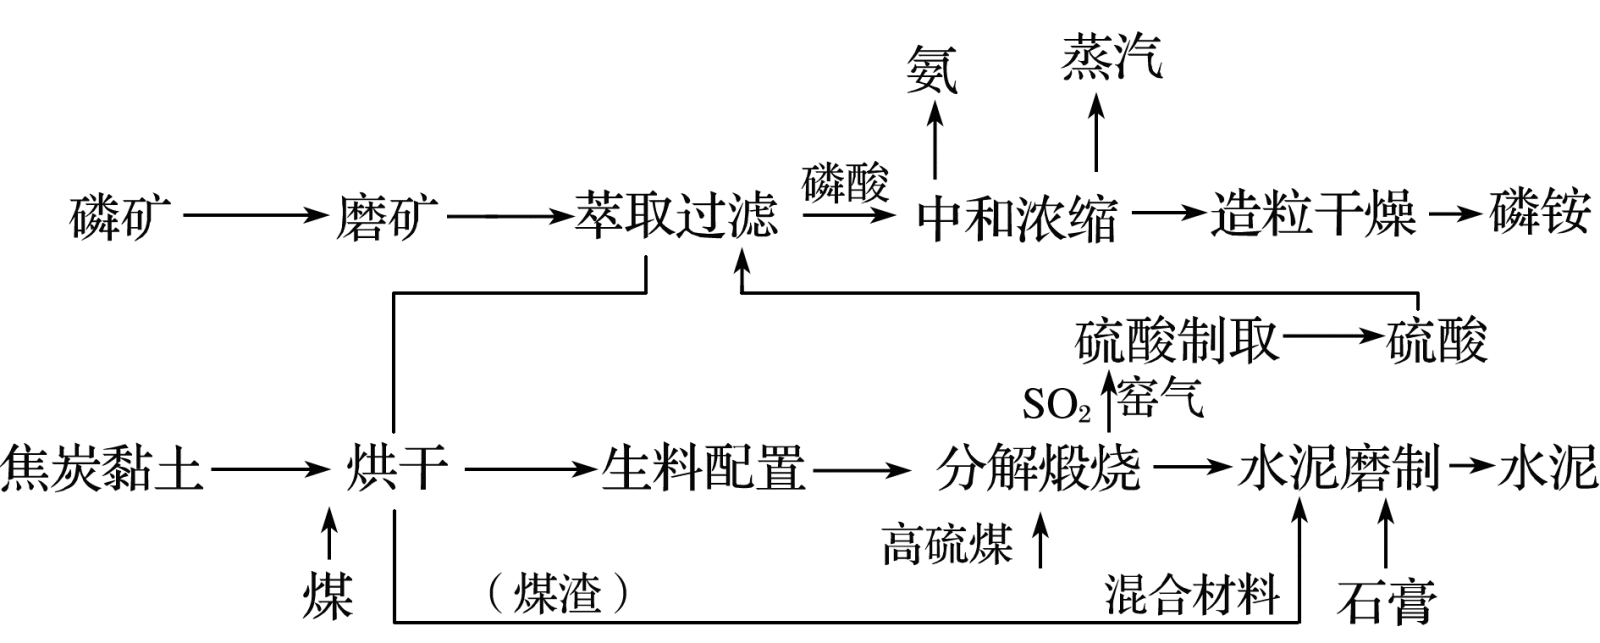 氨 蒸汽
磷酸
磷矿 磨矿 萃取过滤 中和浓缩 造粒干燥 磷铵
硫酸制取 硫酸
SO₂ 窑气
焦炭黏土 烘干 生料配置 分解煅烧 水泥磨制 水泥
高硫煤
煤 （煤渣） 混合材料 石膏